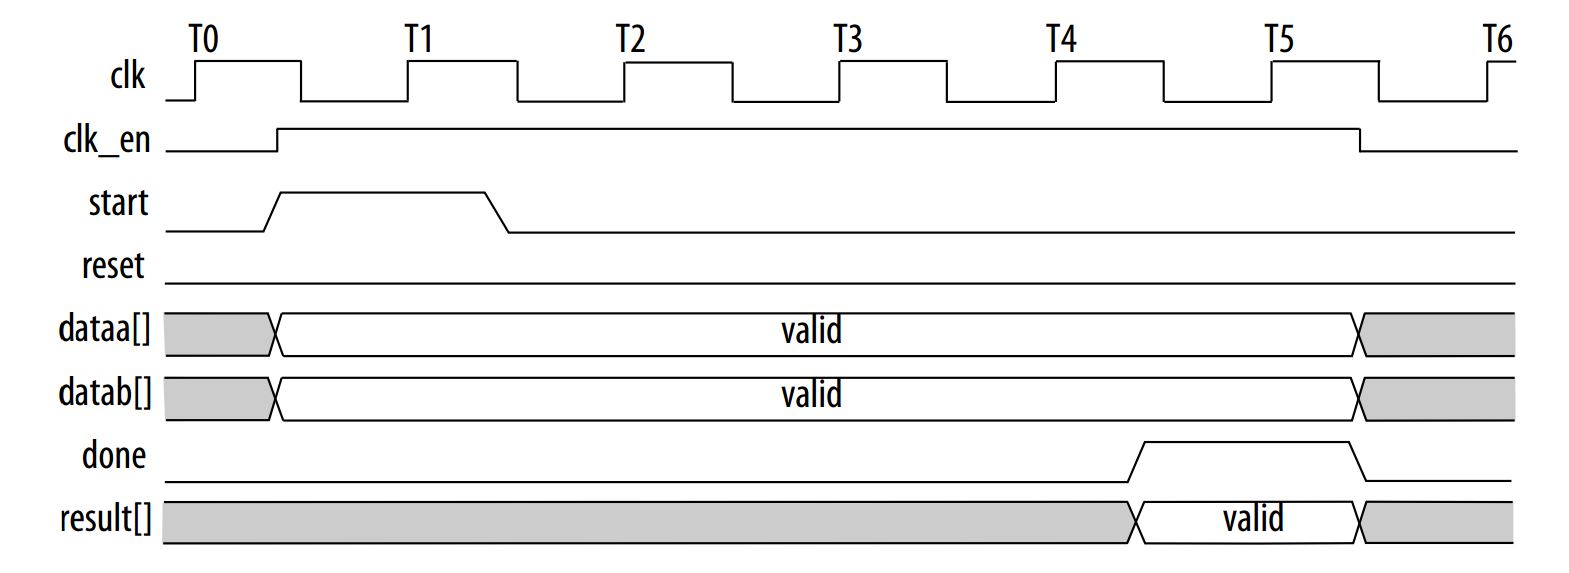 T0 T1 T2 T3 T4 T5 T6
clk
clk_en
start
reset
dataa[] valid
datab[] valid
done
result[] valid